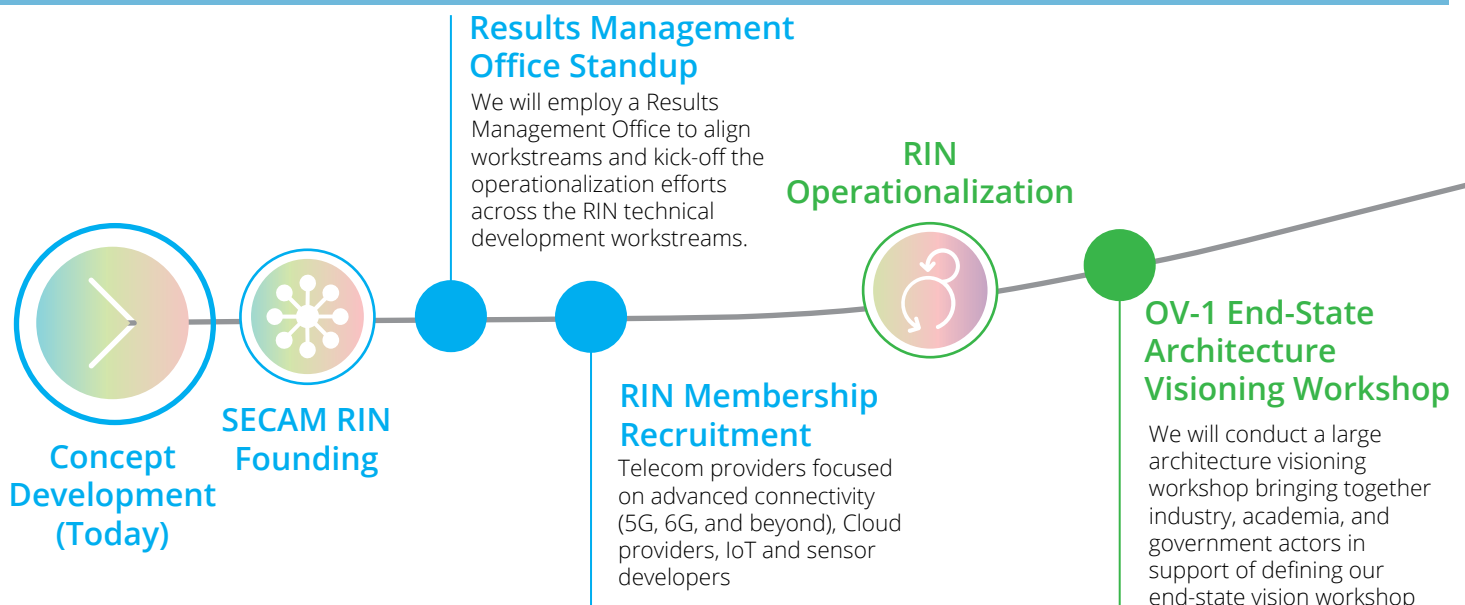 Results Management
Office Standup
We will employ a Results
Management Office to align
workstreams and kick-off the
operationalization efforts
across the RIN technical
development workstreams.
RIN
Operationalization
Concept
Development
(Today)
SECAM RIN
Founding
RIN Membership
Recruitment
Telecom providers focused
on advanced connectivity
(5G, 6G, and beyond), Cloud
providers, IoT and sensor
developers
OV-1 End-State
Architecture
Visioning Workshop
We will conduct a large
architecture visioning
workshop bringing together
industry, academia, and
government actors in
support of defining our
end-state vision workshop